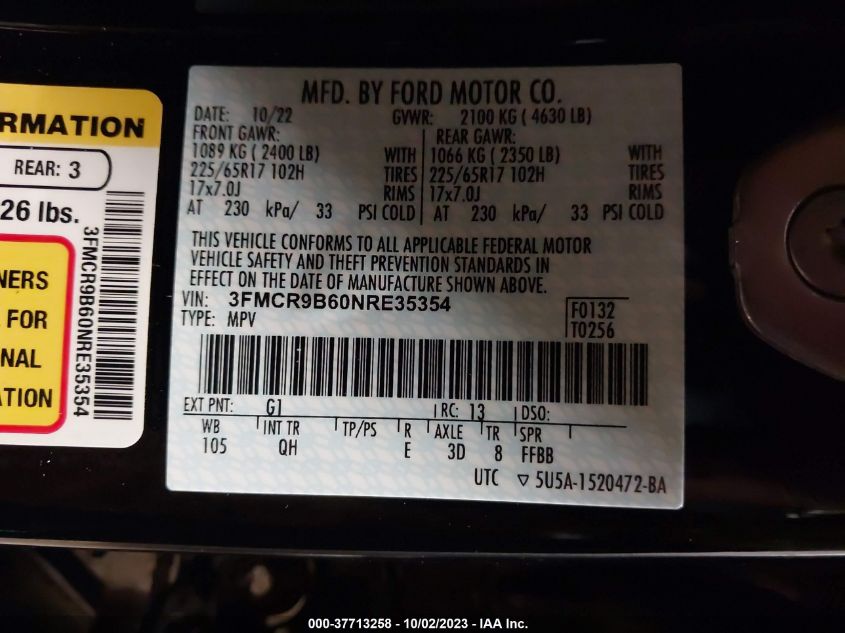 RMATION
REAR: 3
26 lbs.
NERS
FOR
NAL
ATION
3FMCR9B60NRE35354
MFD. BY FORD MOTOR CO.
DATE: 10/22 GVWR: 2100 KG ( 4630 LB)
FRONT GAWR: REAR GAWR:
1089 KG ( 2400 LB) WITH 1066 KG ( 2350 LB) WITH
225/65R17 102H TIRES 225/65R17 102H TIRES
17x7.0J RIMS 17x7.0J RIMS
AT 230 kPa/ 33 PSI COLD AT 230 kPa/ 33 PSI COLD
THIS VEHICLE CONFORMS TO ALL APPLICABLE FEDERAL MOTOR
VEHICLE SAFETY AND THEFT PREVENTION STANDARDS IN
EFFECT ON THE DATE OF MANUFACTURE SHOWN ABOVE.
VIN: 3FMCR9B60NRE35354 F0132
TYPE: MPV T0256
EXT PNT: G1 RC: 13 DSO:
WB INT TR TP/PS R AXLE TR SPR
105 QH E 3D 8 FFBB
UTC ▽ 5U5A-1520472-BA
000-37713258 - 10/02/2023 - IAA Inc.